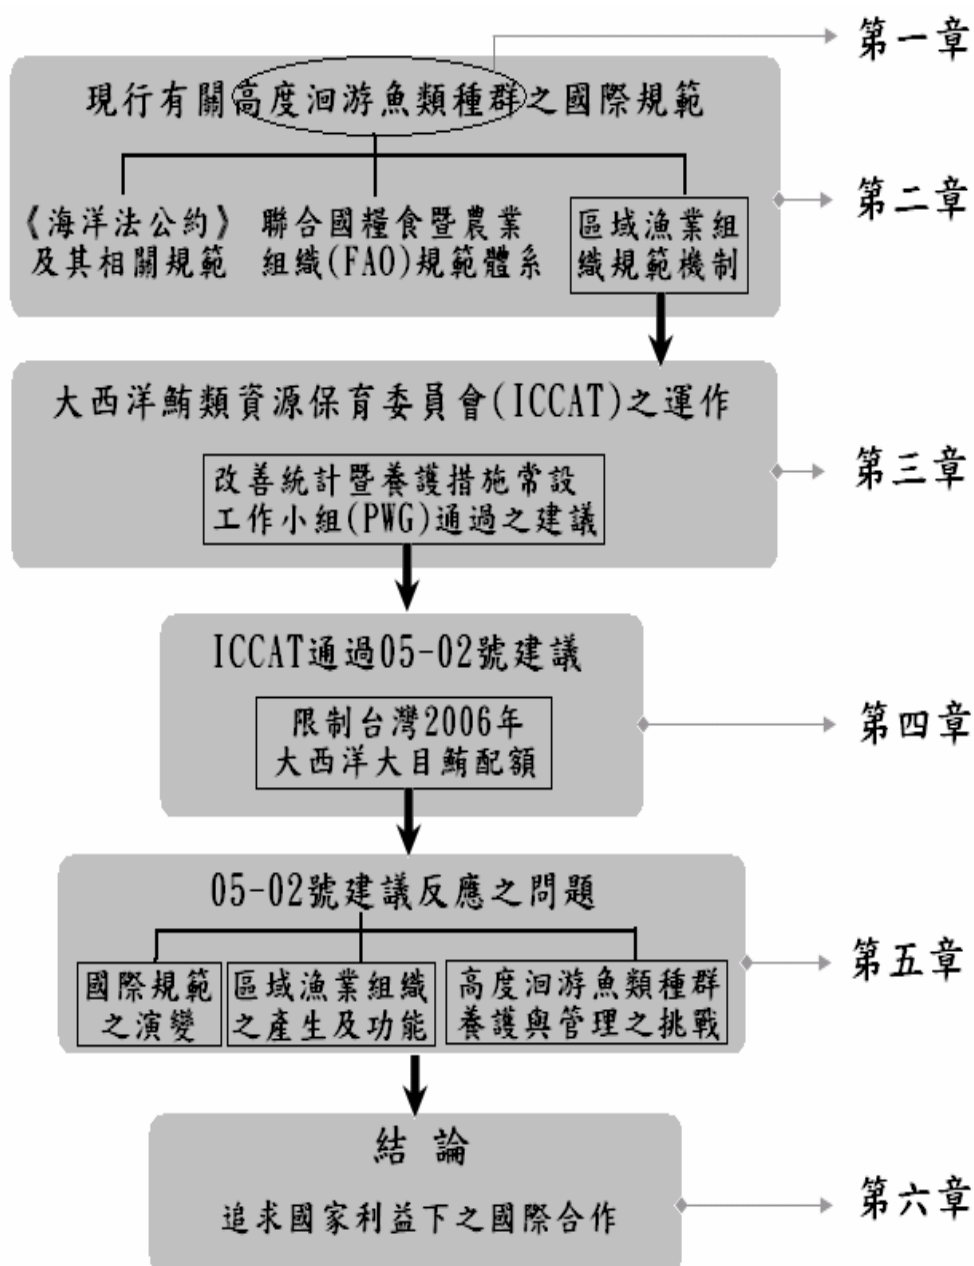 第一章
現行有關高度洄游魚類種群之國際規範
第二章
《海洋法公約》
及其相關規範
聯合國糧食暨農業
組織(FAO)規範體系
區域漁業組
織規範機制
大西洋鮪類資源保育委員會(ICCAT)之運作
第三章
改善統計暨養護措施常設
工作小組(PWG)通過之建議
ICCAT通過05-02號建議
第四章
限制台灣2006年
大西洋大目鮪配額
05-02號建議反應之問題
第五章
國際規範
之演變
區域漁業組織
之產生及功能
高度洄游魚類種群
養護與管理之挑戰
結論
第六章
追求國家利益下之國際合作